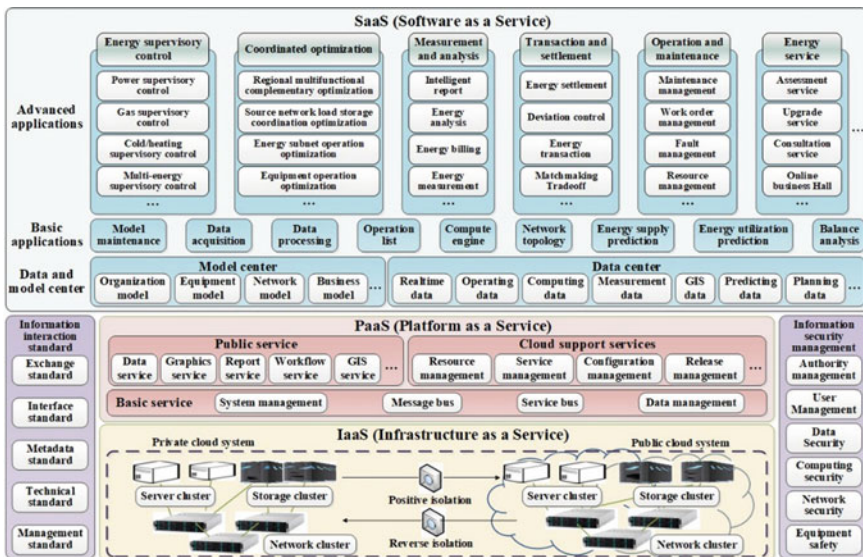 SaaS (Software as a Service)
Advanced
applications
Energy supervisory
control
Power supervisory
control
Gas supervisory
control
Cold/heating
supervisory control
Multi-energy
supervisory control
...
Coordinated optimization
Regional multifunctional
complementary optimization
Source network load storage
coordination optimization
Energy subnet operation
optimization
Equipment operation
optimization
...
Measurement
and analysis
Intelligent
report
Energy
analysis
Energy billing
Energy
measurement
...
Transaction and
settlement
Energy settlement
Deviation control
Energy
transaction
Matchmaking
Tradeoff
...
Operation and
maintenance
Maintenance
management
Work order
management
Fault
management
Resource
management
...
Energy
service
Assessment
service
Upgrade
service
Consultation
service
Online
business Hall
...
...
Basic
applications
Model
maintenance
Data
acquisition
Data
processing
Operation
list
Compute
engine
Network
topology
Energy supply
prediction
Energy utilization
prediction
Balance
analysis
Data and
model center
Model center
Organization
model
Equipment
model
Network
model
Business
model
...
Data center
Realtime
data
Operating
data
Computing
data
Measurement
data
GIS
data
Predicting
data
Planning
data
...
Information
interaction
standard
Exchange
standard
Interface
standard
Metadata
standard
Technical
standard
Management
standard
PaaS (Platform as a Service)
Public service
Data
service
Graphics
service
Report
service
Workflow
service
GIS
service
...
Cloud support services
Resource
management
Service
management
Configuration
management
Release
management
...
Basic service
System management
Message bus
Service bus
Data management
IaaS (Infrastructure as a Service)
Private cloud system
Server cluster
Storage cluster
Network cluster
Positive isolation
Reverse isolation
Public cloud system
Server cluster
Storage cluster
Network cluster
Information
security
management
Authority
management
User
Management
Data
Security
Computing
security
Network
security
Equipment
safety